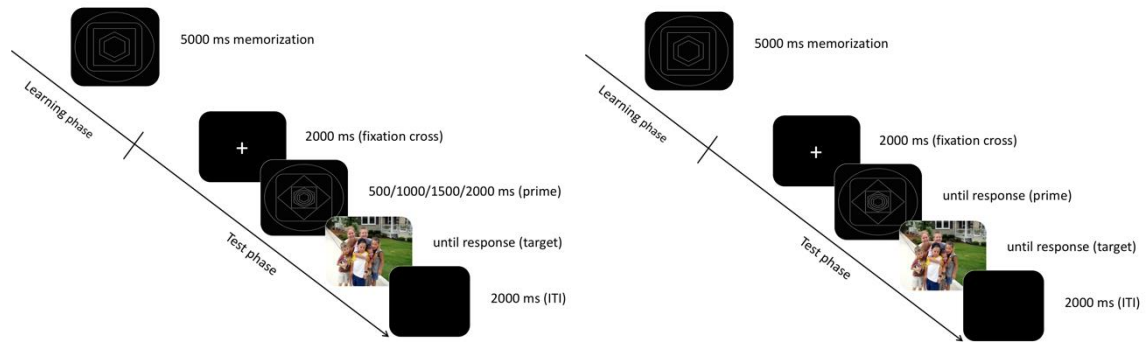 5000 ms memorization
Learning phase
2000 ms (fixation cross)
500/1000/1500/2000 ms (prime)
until response (target)
Test phase
2000 ms (ITI)
5000 ms memorization
Learning phase
2000 ms (fixation cross)
until response (prime)
until response (target)
Test phase
2000 ms (ITI)